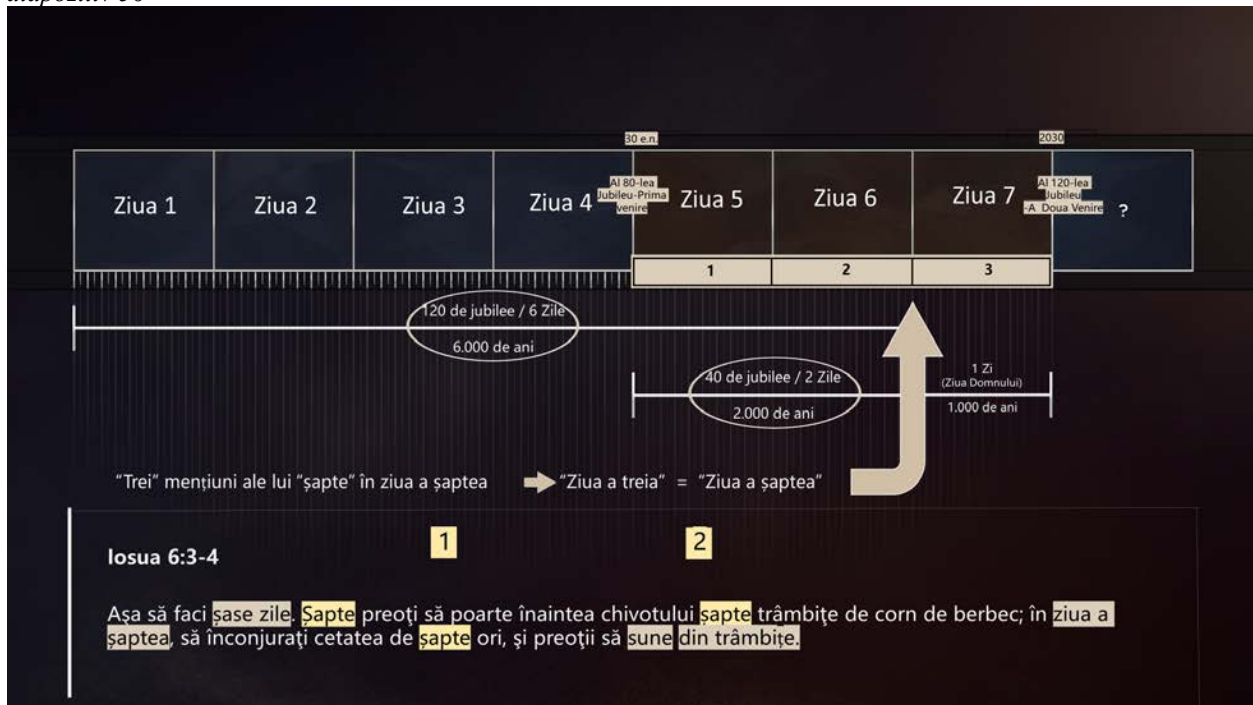 30 e.n.
2030
Ziua 1
Ziua 2
Ziua 3
Ziua 4
Al 80-lea
Jubileu-Prima
venire
Ziua 5
Ziua 6
Ziua 7
Al 120-lea
Jubileu
-A Doua Venire
?
1
2
3
120 de jubilee / 6 Zile
6.000 de ani
40 de jubilee / 2 Zile
2.000 de ani
1 Zi
(Ziua Domnului)
1.000 de ani
"Trei" mențiuni ale lui "șapte" în ziua a șaptea
"Ziua a treia" = "Ziua a șaptea"
1
2
Iosua 6:3-4
Așa să faci șase zile. Șapte preoţi să poarte înaintea chivotului şapte trâmbiţe de corn de berbec; în ziua a
şaptea, să înconjuraţi cetatea de șapte ori, şi preoţii să sune din trâmbițe.